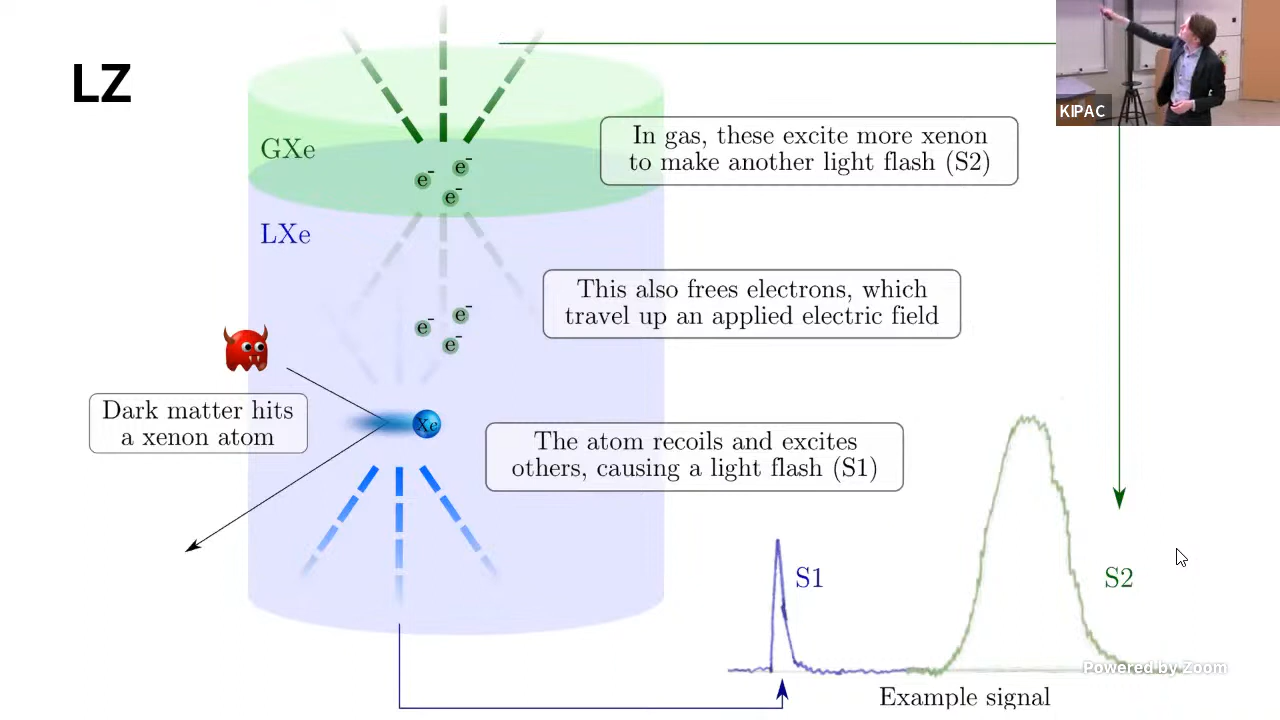 LZ
KIPAC
GXe
In gas, these excite more xenon
to make another light flash (S2)
e-
e-
e-
LXe
This also frees electrons, which
travel up an applied electric field
e-
e-
e-
Dark matter hits
a xenon atom
Xe
The atom recoils and excites
others, causing a light flash (S1)
S1
S2
Powered by Zoom
Example signal